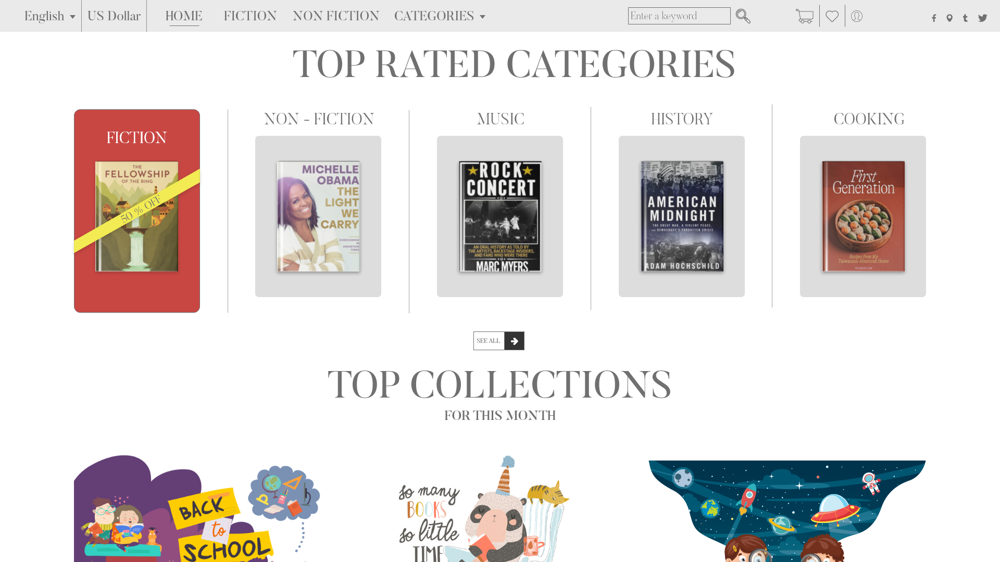 English
US Dollar
HOME
FICTION
NON FICTION
CATEGORIES
Enter a keyword
TOP RATED CATEGORIES
FICTION
THE
FELLOWSHIP
OF THE RING
50 % OFF
NON - FICTION
MICHELLE
OBAMA
THE
LIGHT
WE
CARRY
OVERCOMING
IN
UNCERTAIN
TIMES
MUSIC
ROCK
CONCERT
AN ORAL HISTORY AS TOLD BY
THE ARTISTS, BACKSTAGE INSIDERS,
AND FANS WHO WERE THERE
MARC MYERS
HISTORY
AMERICAN
MIDNIGHT
THE GREAT WAR, A VIOLENT PEACE,
AND DEMOCRACY'S FORGOTTEN CRISIS
ADAM HOCHSCHILD
COOKING
First
Generation
Recipes from My
Taiwanese-American Home
FRANKIE GAW
SEE ALL
TOP COLLECTIONS
FOR THIS MONTH
BACK
to
SCHOOL
so many
BOOKS
so little
TIME